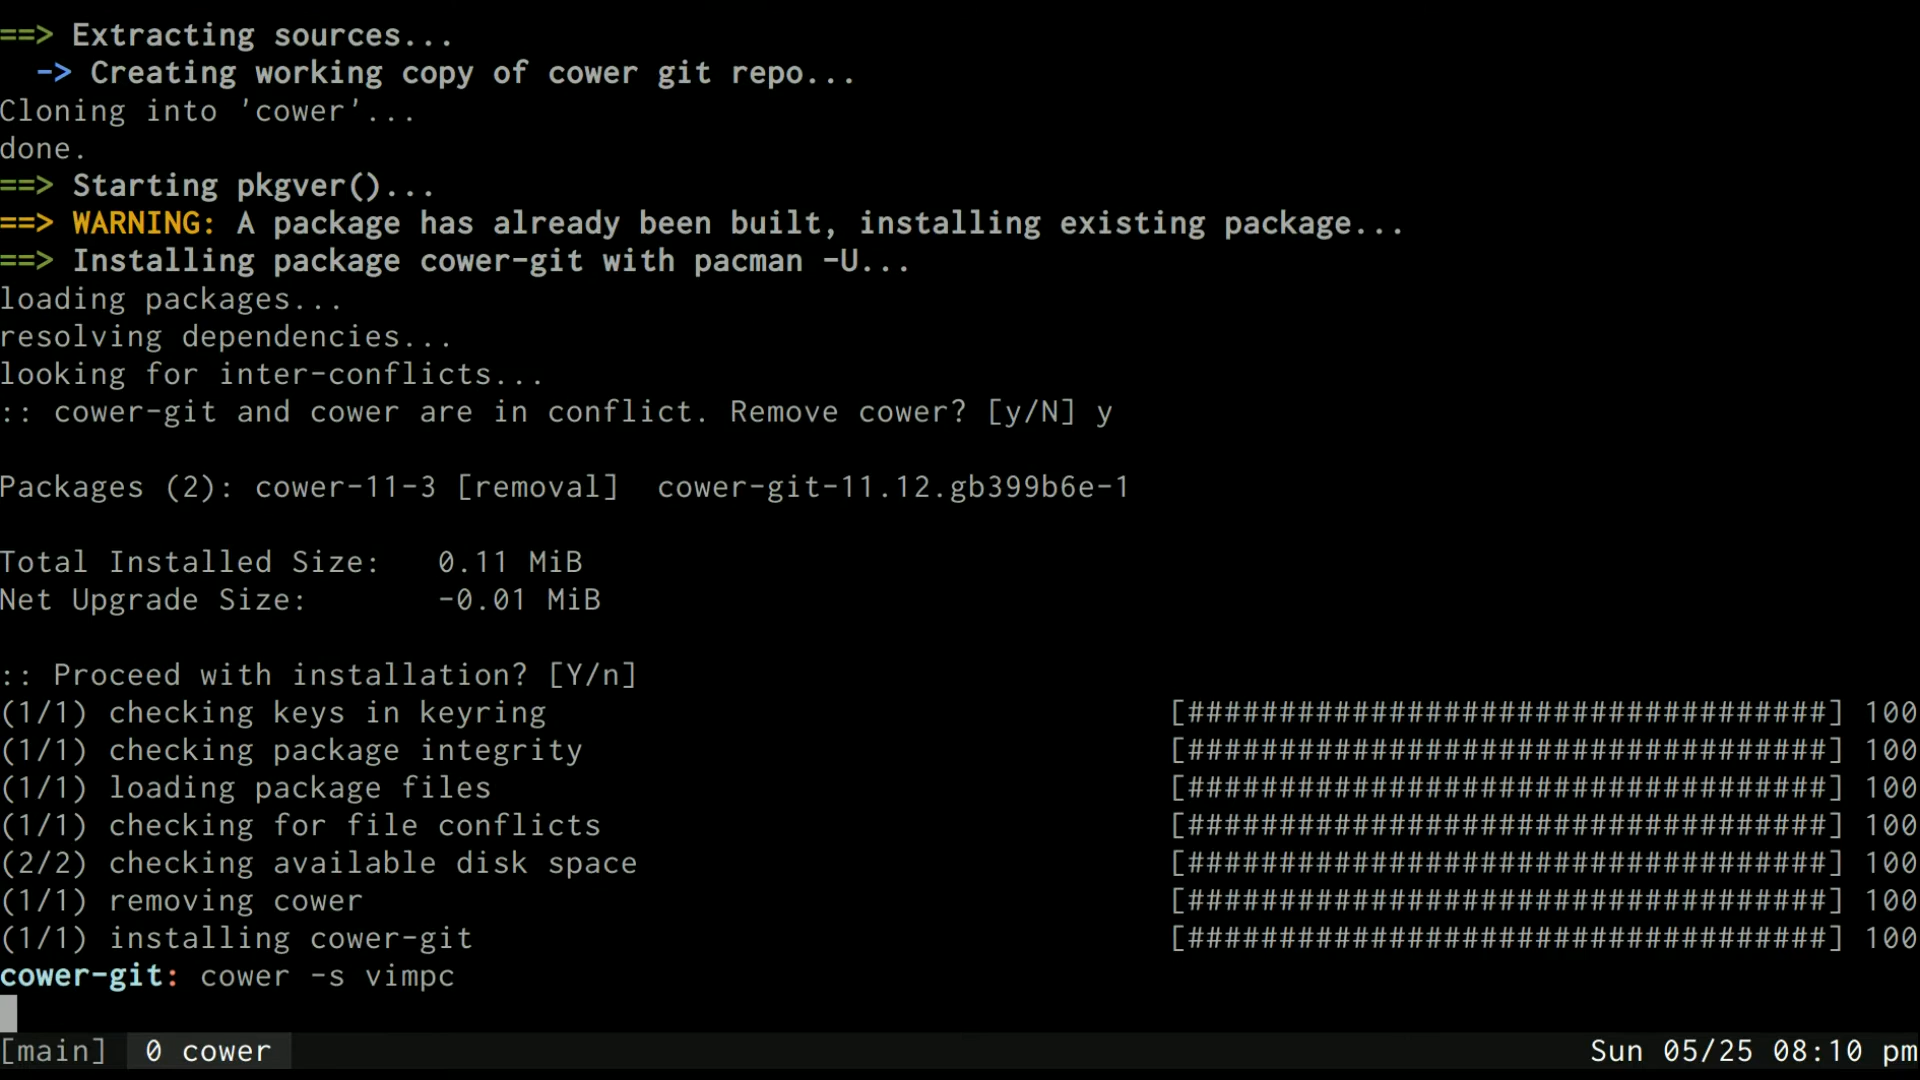 ==> Extracting sources...
  -> Creating working copy of cower git repo...
Cloning into 'cower'...
done.
==> Starting pkgver()...
==> WARNING: A package has already been built, installing existing package...
==> Installing package cower-git with pacman -U...
loading packages...
resolving dependencies...
looking for inter-conflicts...
:: cower-git and cower are in conflict. Remove cower? [y/N] y
Packages (2): cower-11-3 [removal]  cower-git-11.12.gb399b6e-1
Total Installed Size:   0.11 MiB
Net Upgrade Size:       -0.01 MiB
:: Proceed with installation? [Y/n]
(1/1) checking keys in keyring [###################################] 100
(1/1) checking package integrity [###################################] 100
(1/1) loading package files [###################################] 100
(1/1) checking for file conflicts [###################################] 100
(2/2) checking available disk space [###################################] 100
(1/1) removing cower [###################################] 100
(1/1) installing cower-git [###################################] 100
cower-git: cower -s vimpc
[main]  0 cower  Sun 05/25 08:10 pm